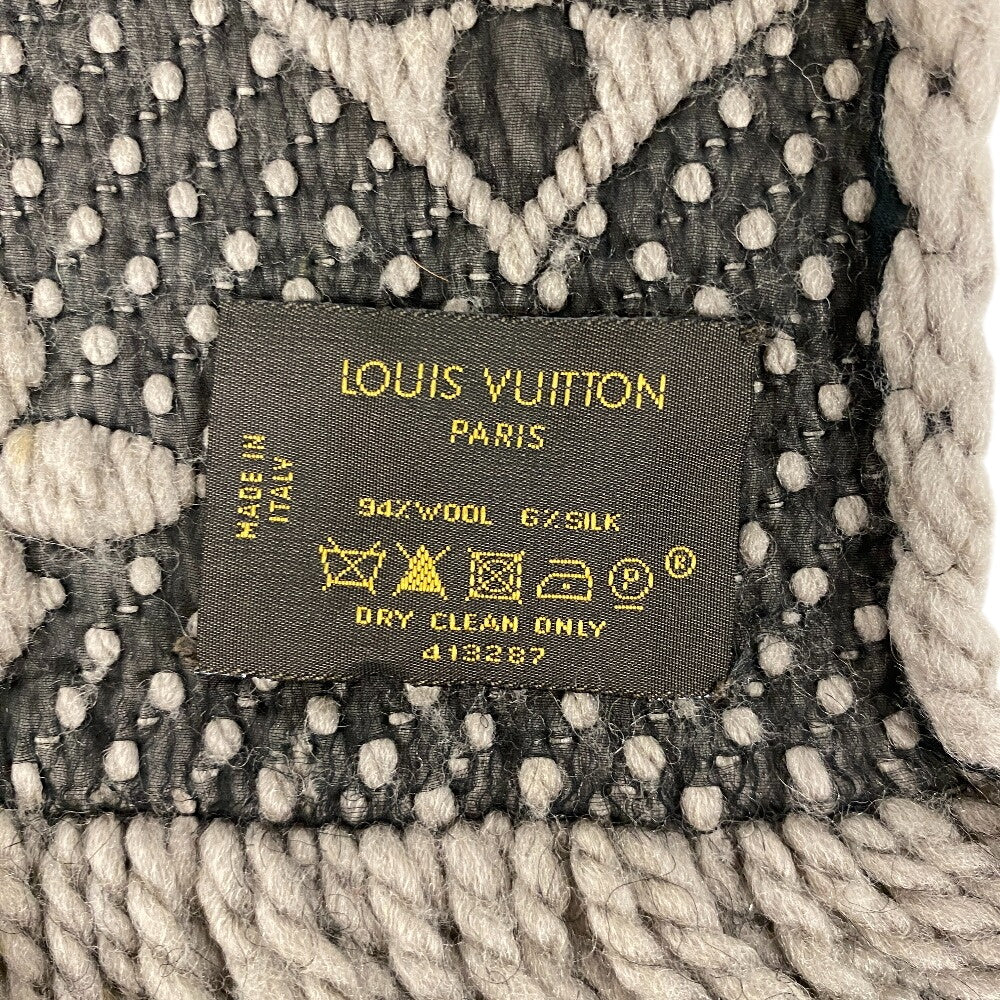 LOUIS VUITTON
PARIS
MADE IN
ITALY
94% WOOL 6% SILK
P ®
DRY CLEAN ONLY
413287